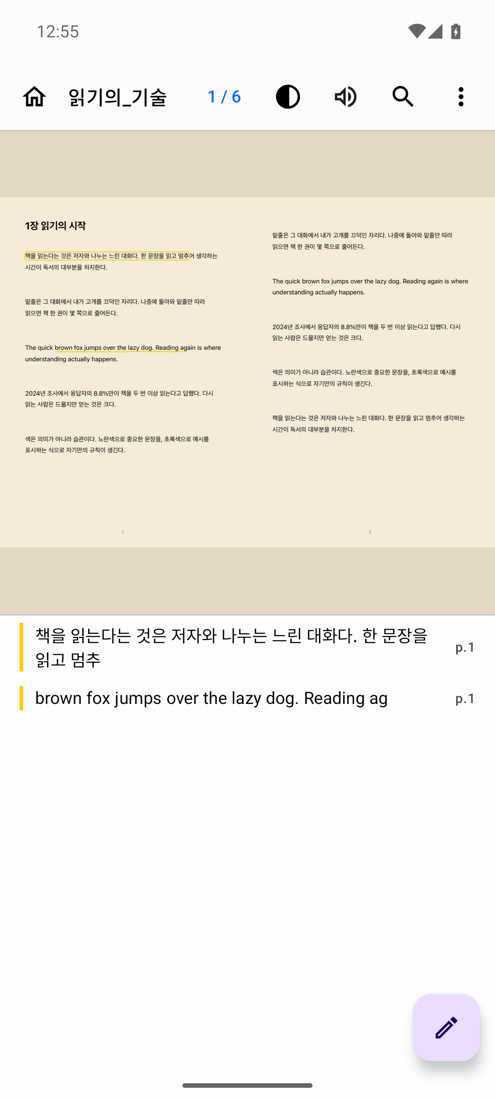 12:55
읽기의_기술
1 / 6
1장 읽기의 시작
책을 읽는다는 것은 저자와 나누는 느린 대화다. 한 문장을 읽고 멈추어 생각하는
시간이 독서의 대부분을 차지한다.
밑줄은 그 대화에서 내가 고개를 끄덕인 자리다. 나중에 돌아와 밑줄만 따라
읽으면 책 한 권이 몇 쪽으로 줄어든다.
The quick brown fox jumps over the lazy dog. Reading again is where
understanding actually happens.
2024년 조사에서 응답자의 8.8%만이 책을 두 번 이상 읽는다고 답했다. 다시
읽는 사람은 드물지만 얻는 것은 크다.
색은 의미가 아니라 습관이다. 노란색으로 중요한 문장을, 초록색으로 예시를
표시하는 식으로 자기만의 규칙이 생긴다.
1
밑줄은 그 대화에서 내가 고개를 끄덕인 자리다. 나중에 돌아와 밑줄만 따라
읽으면 책 한 권이 몇 쪽으로 줄어든다.
The quick brown fox jumps over the lazy dog. Reading again is where
understanding actually happens.
2024년 조사에서 응답자의 8.8%만이 책을 두 번 이상 읽는다고 답했다. 다시
읽는 사람은 드물지만 얻는 것은 크다.
색은 의미가 아니라 습관이다. 노란색으로 중요한 문장을, 초록색으로 예시를
표시하는 식으로 자기만의 규칙이 생긴다.
책을 읽는다는 것은 저자와 나누는 느린 대화다. 한 문장을 읽고 멈추어 생각하는
시간이 독서의 대부분을 차지한다.
2
책을 읽는다는 것은 저자와 나누는 느린 대화다. 한 문장을
읽고 멈추
p.1
brown fox jumps over the lazy dog. Reading ag
p.1